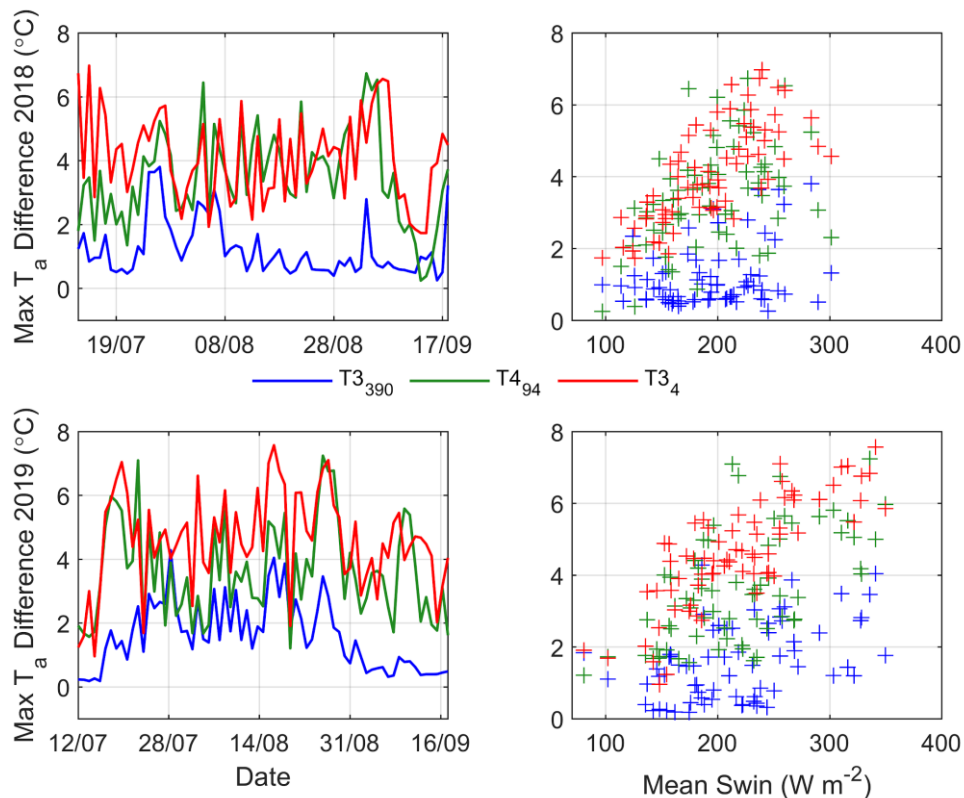 Max T_a Difference 2018 (°C)
8
6
4
2
0
19/07 08/08 28/08 17/09
8
6
4
2
0
100 200 300 400
T3_390 T4_94 T3_4
Max T_a Difference 2019 (°C)
8
6
4
2
0
12/07 28/07 14/08 31/08 16/09
Date
8
6
4
2
0
100 200 300 400
Mean Swin (W m^-2)